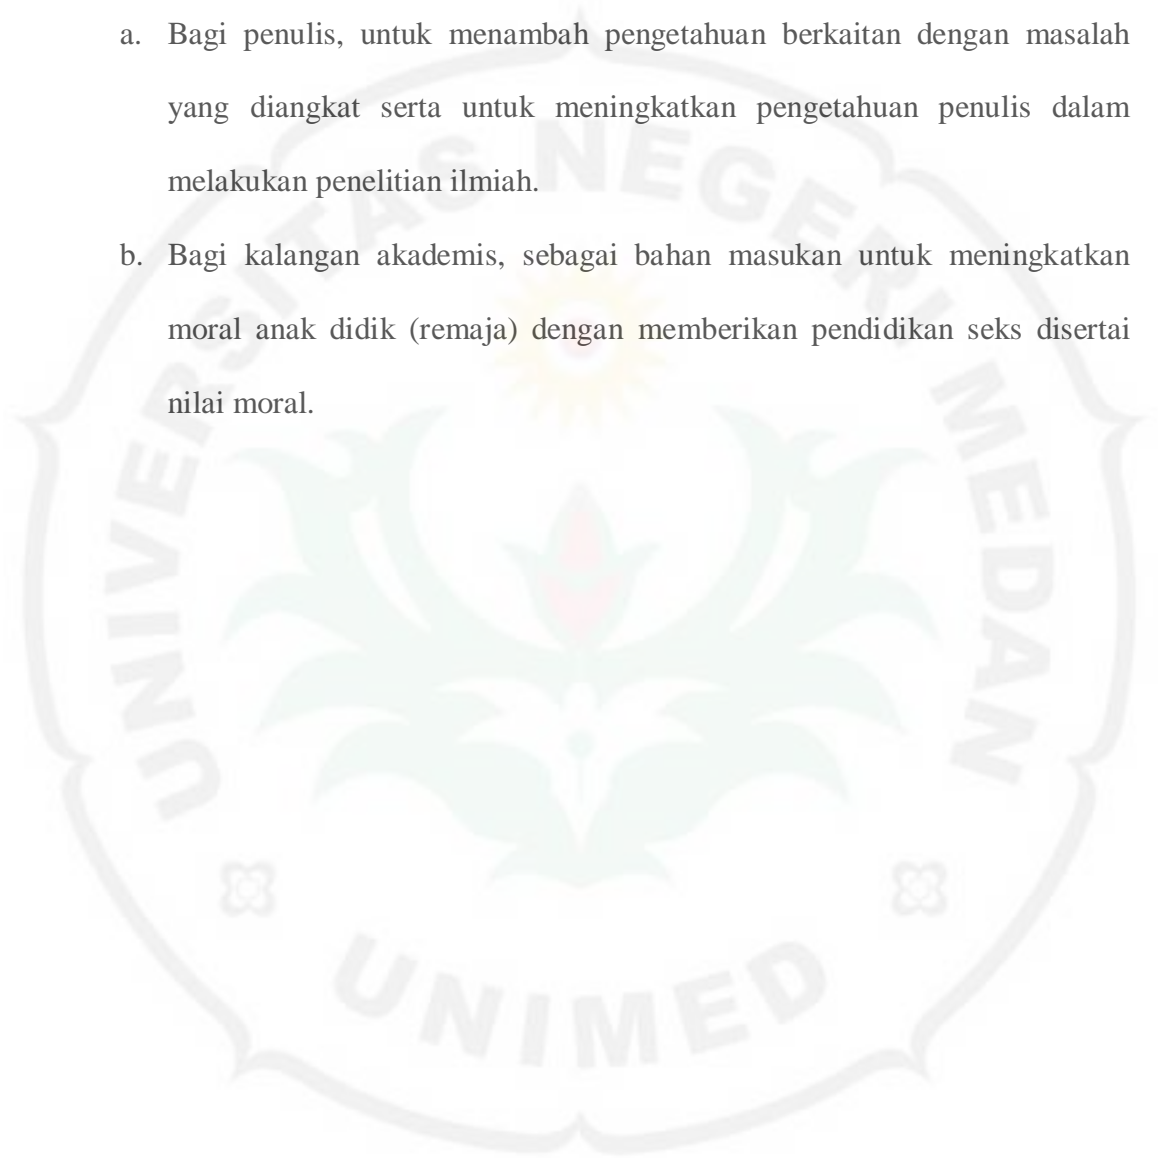 a. Bagi penulis, untuk menambah pengetahuan berkaitan dengan masalah
yang diangkat serta untuk meningkatkan pengetahuan penulis dalam
melakukan penelitian ilmiah.
b. Bagi kalangan akademis, sebagai bahan masukan untuk meningkatkan
moral anak didik (remaja) dengan memberikan pendidikan seks disertai
nilai moral.
UNIVERSITAS NEGERI MEDAN
UNIMED